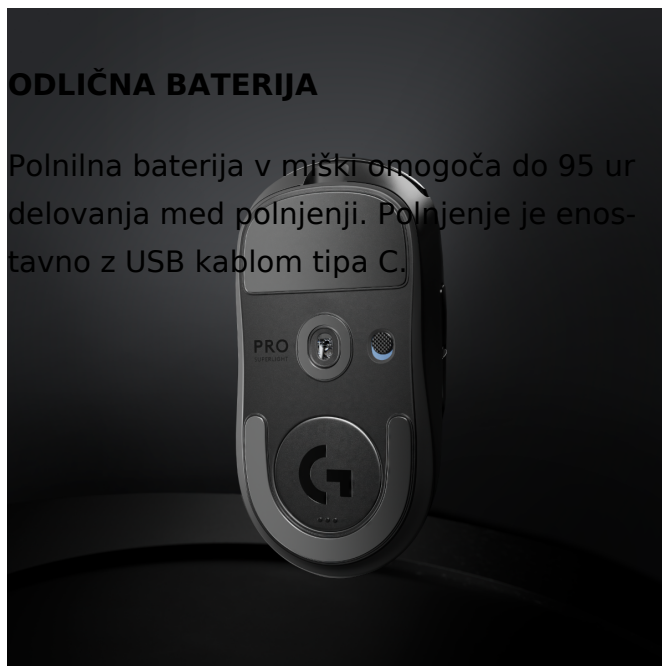 ODLIČNA BATERIJA
Polnilna baterija v miški omogoča do 95 ur
delovanja med polnjenji. Polnjenje je enos-
tavno z USB kablom tipa C.
PRO
SUPERLIGHT